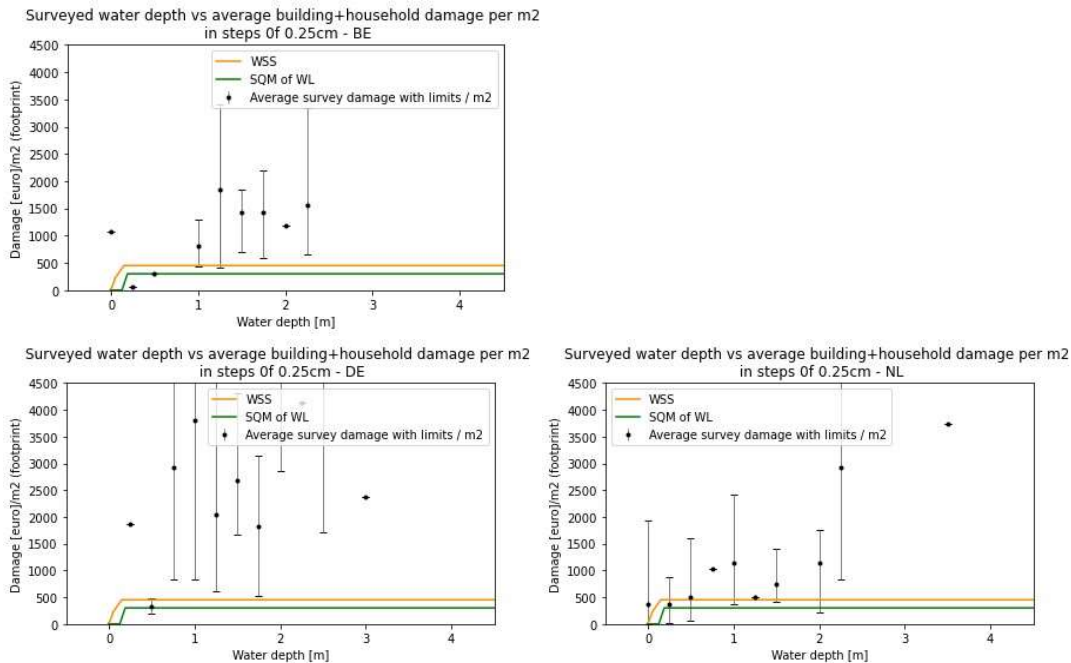 Surveyed water depth vs average building+household damage per m2
in steps 0f 0.25cm - BE
4500
4000
3500
3000
2500
2000
1500
1000
500
0
Damage [euro]/m2 (footprint)
WSS
SQM of WL
Average survey damage with limits / m2
0 1 2 3 4
Water depth [m]
Surveyed water depth vs average building+household damage per m2
in steps 0f 0.25cm - DE
4500
4000
3500
3000
2500
2000
1500
1000
500
0
Damage [euro]/m2 (footprint)
WSS
SQM of WL
Average survey damage with limits / m2
0 1 2 3 4
Water depth [m]
Surveyed water depth vs average building+household damage per m2
in steps 0f 0.25cm - NL
4500
4000
3500
3000
2500
2000
1500
1000
500
0
Damage [euro]/m2 (footprint)
WSS
SQM of WL
Average survey damage with limits / m2
0 1 2 3 4
Water depth [m]